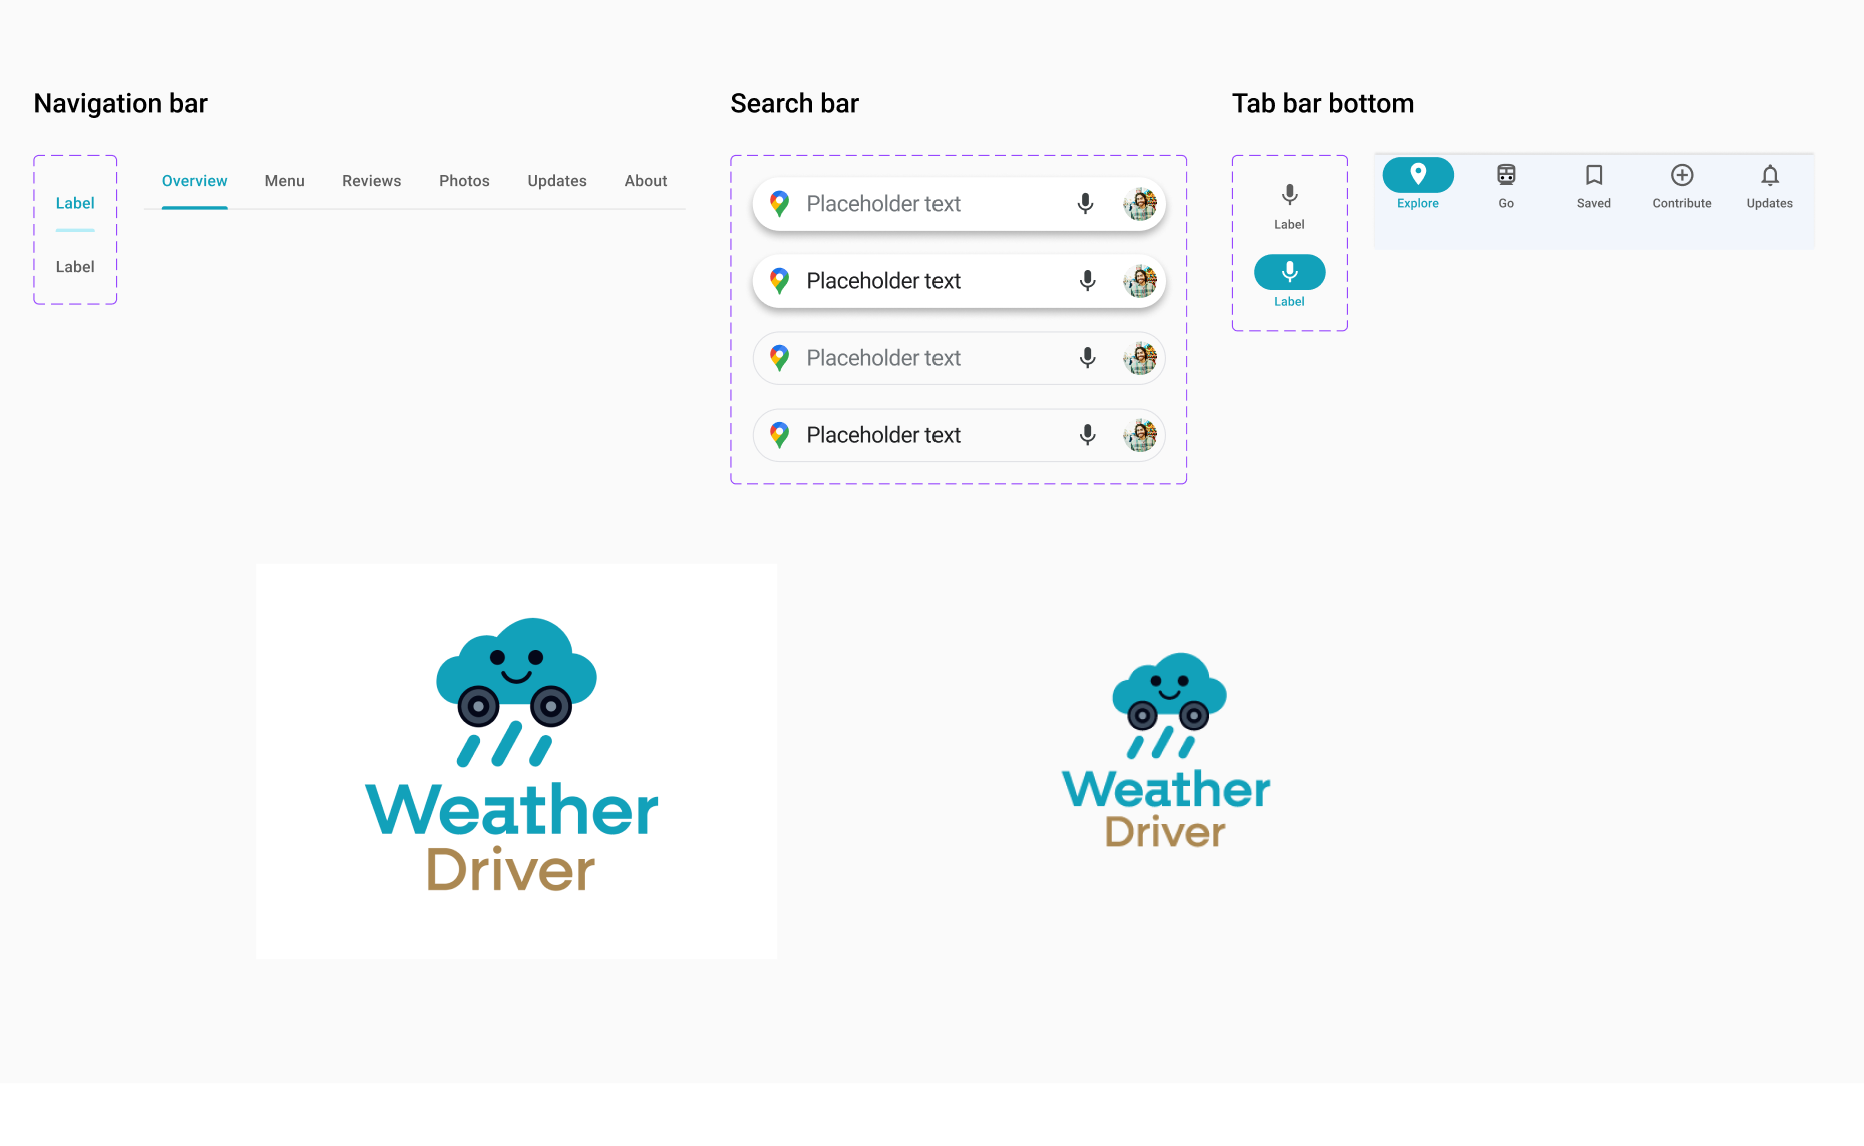 Navigation bar
Label
Label
Overview Menu Reviews Photos Updates About
Search bar
Placeholder text
Placeholder text
Placeholder text
Placeholder text
Tab bar bottom
Label
Label
Explore Go Saved Contribute Updates
Weather
Driver
Weather
Driver